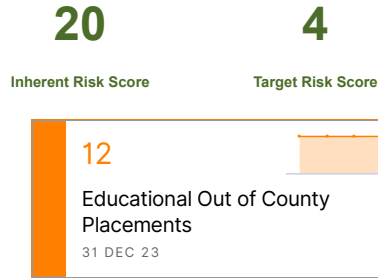 20
4
Inherent Risk Score
Target Risk Score
12
Educational Out of County
Placements
31 DEC 23